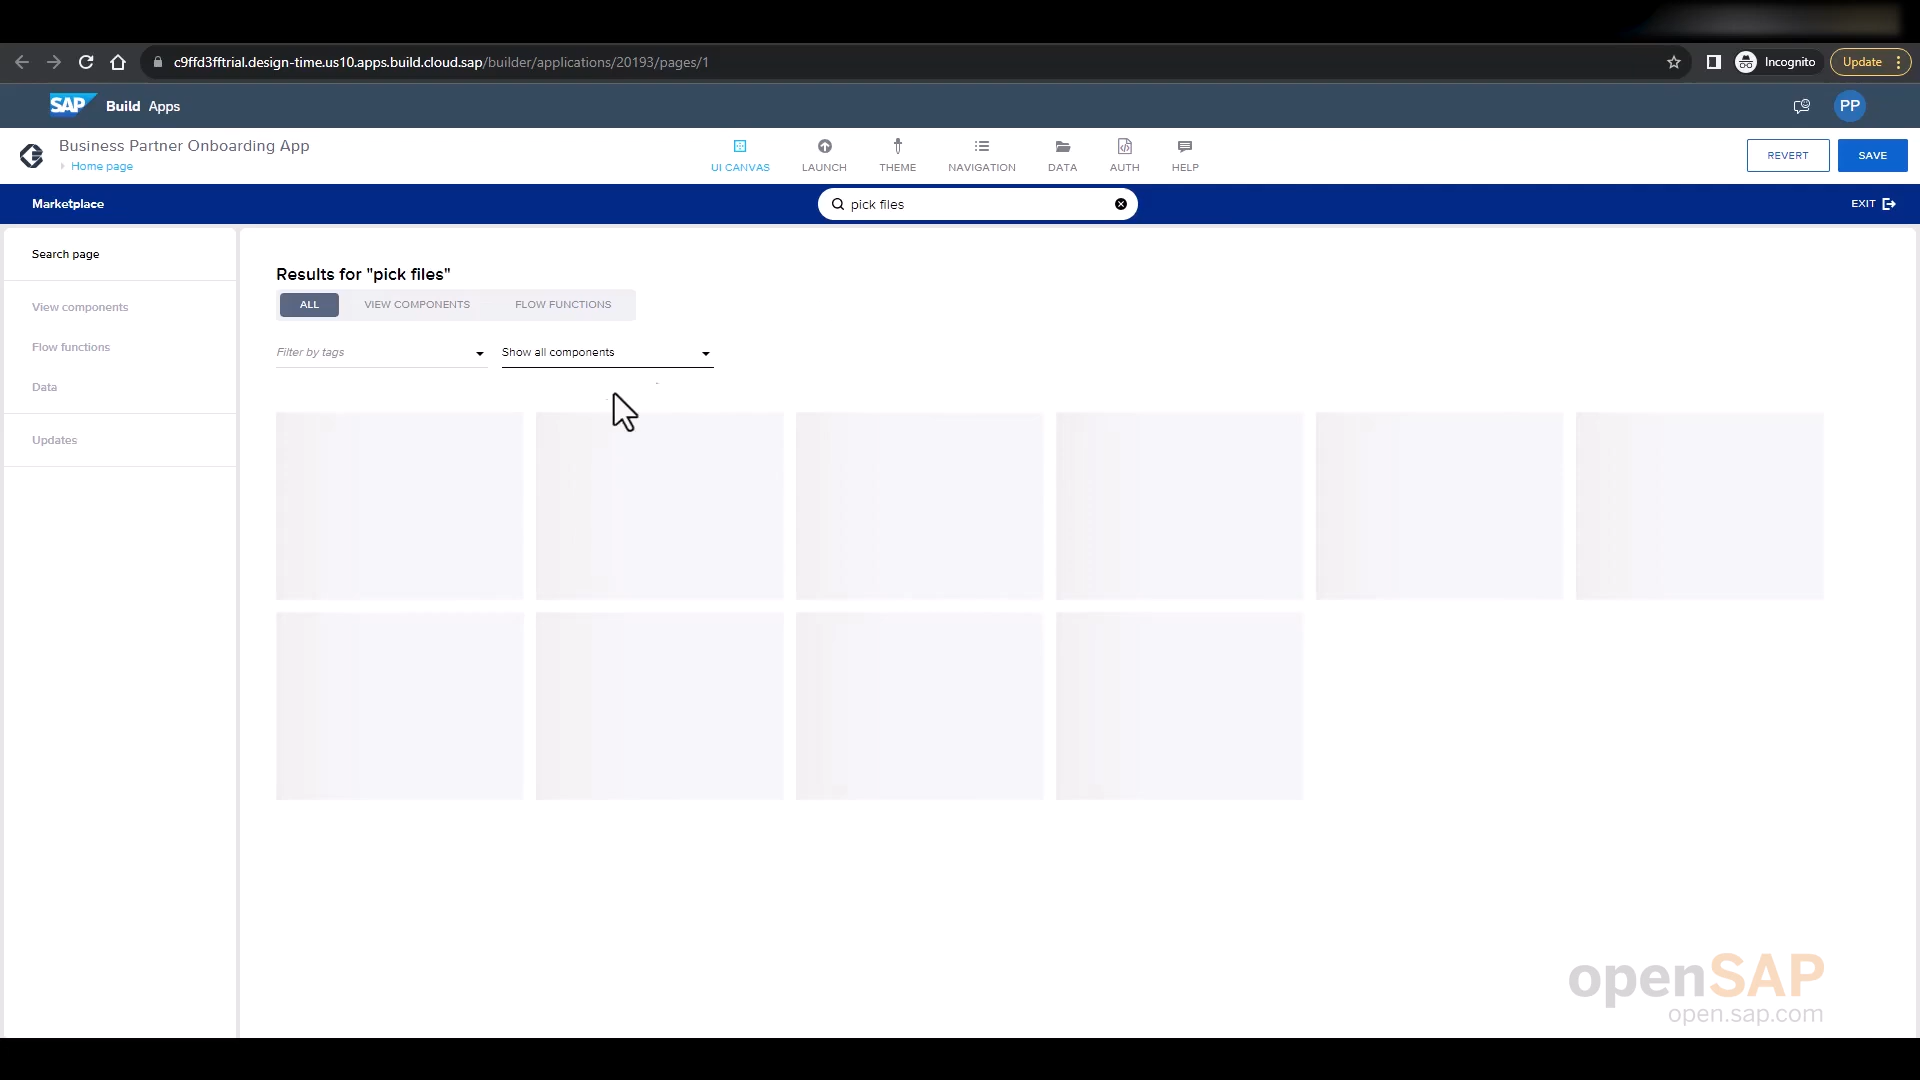 c9ffd3fftrial.design-time.us10.apps.build.cloud.sap/builder/applications/20193/pages/1
Incognito
Update
SAP Build Apps
PP
Business Partner Onboarding App
Home page
UI CANVAS
LAUNCH
THEME
NAVIGATION
DATA
AUTH
HELP
REVERT
SAVE
Marketplace
pick files
EXIT
Search page
View components
Flow functions
Data
Updates
Results for "pick files"
ALL
VIEW COMPONENTS
FLOW FUNCTIONS
Filter by tags
Show all components
openSAP
open.sap.com